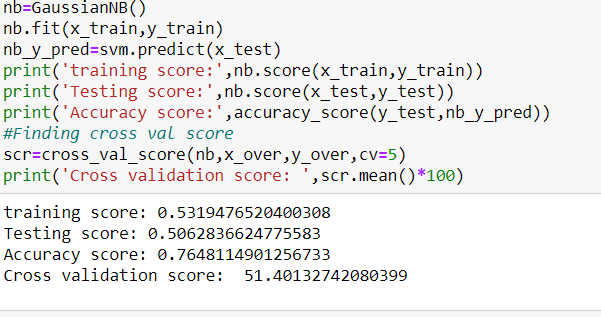 nb=GaussianNB()
nb.fit(x_train,y_train)
nb_y_pred=svm.predict(x_test)
print('training score:',nb.score(x_train,y_train))
print('Testing score:',nb.score(x_test,y_test))
print('Accuracy score:',accuracy_score(y_test,nb_y_pred))
#Finding cross val score
scr=cross_val_score(nb,x_over,y_over,cv=5)
print('Cross validation score: ',scr.mean()*100)
training score: 0.5319476520400308
Testing score: 0.5062836624775583
Accuracy score: 0.7648114901256733
Cross validation score:  51.40132742080399